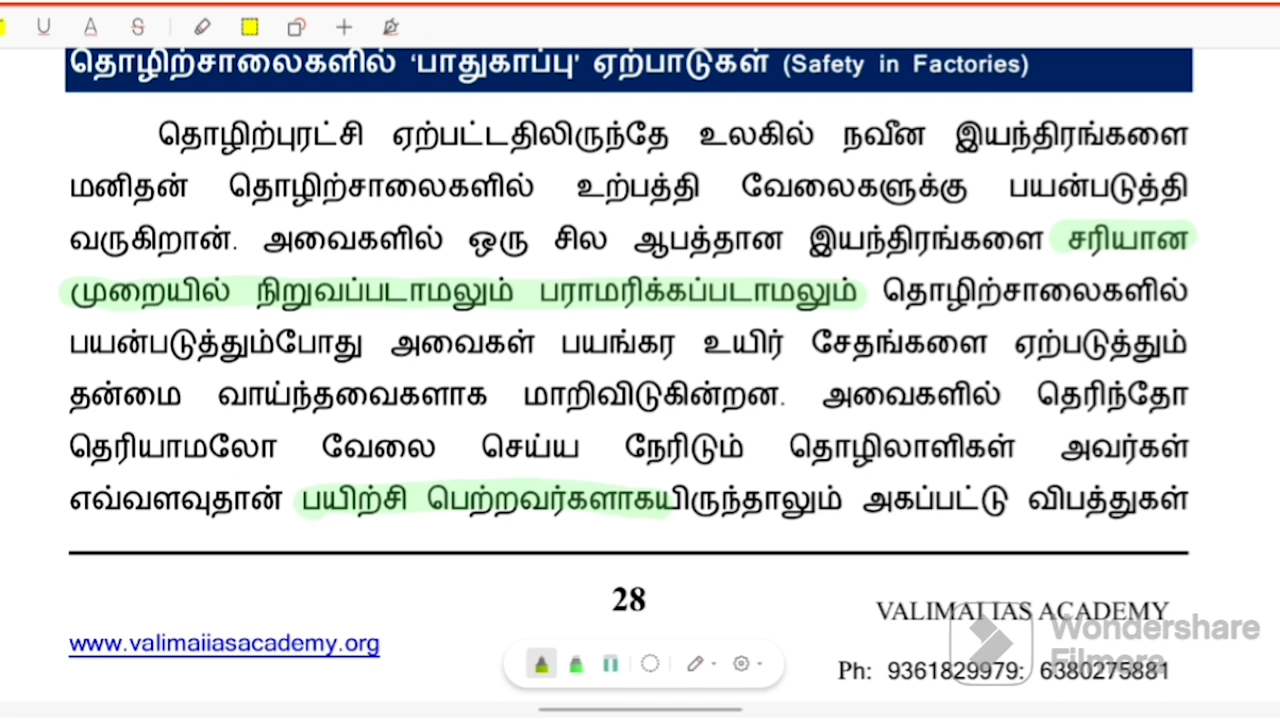 தொழிற்சாலைகளில் ‘பாதுகாப்பு’ ஏற்பாடுகள் (Safety in Factories)
தொழிற்புரட்சி ஏற்பட்டதிலிருந்தே உலகில் நவீன இயந்திரங்களை
மனிதன் தொழிற்சாலைகளில் உற்பத்தி வேலைகளுக்கு பயன்படுத்தி
வருகிறான். அவைகளில் ஒரு சில ஆபத்தான இயந்திரங்களை சரியான
முறையில் நிறுவப்படாமலும் பராமரிக்கப்படாமலும் தொழிற்சாலைகளில்
பயன்படுத்தும்போது அவைகள் பயங்கர உயிர் சேதங்களை ஏற்படுத்தும்
தன்மை வாய்ந்தவைகளாக மாறிவிடுகின்றன. அவைகளில் தெரிந்தோ
தெரியாமலோ வேலை செய்ய நேரிடும் தொழிலாளிகள் அவர்கள்
எவ்வளவுதான் பயிற்சி பெற்றவர்களாகயிருந்தாலும் அகப்பட்டு விபத்துகள்
28
VALIMAIIAS ACADEMY
www.valimaiiasacademy.org
Wondershare
Filmora
Ph: 9361829979: 6380275881